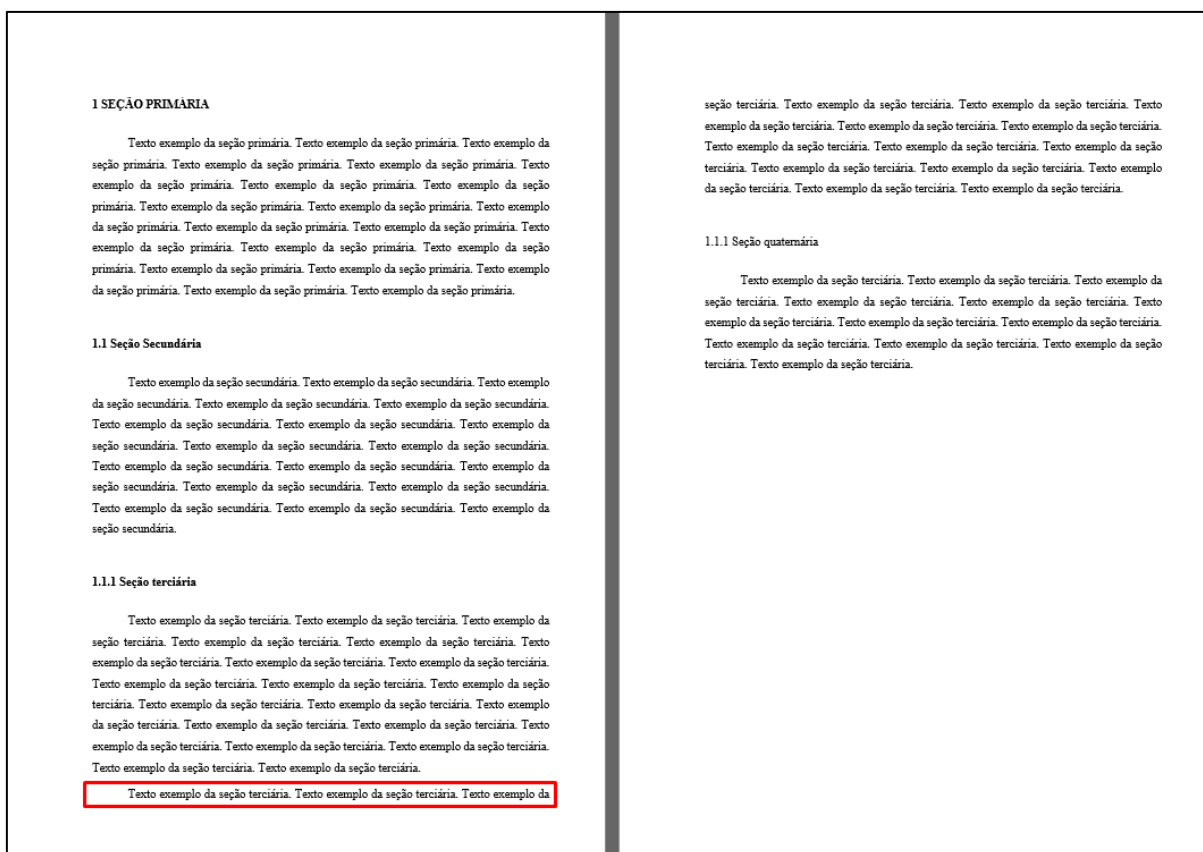 1 SEÇÃO PRIMÁRIA
Texto exemplo da seção primária. Texto exemplo da seção primária. Texto exemplo da
seção primária. Texto exemplo da seção primária. Texto exemplo da seção primária. Texto
exemplo da seção primária. Texto exemplo da seção primária. Texto exemplo da seção
primária. Texto exemplo da seção primária. Texto exemplo da seção primária. Texto exemplo
da seção primária. Texto exemplo da seção primária. Texto exemplo da seção primária. Texto
exemplo da seção primária. Texto exemplo da seção primária. Texto exemplo da seção
primária. Texto exemplo da seção primária. Texto exemplo da seção primária. Texto exemplo
da seção primária. Texto exemplo da seção primária. Texto exemplo da seção primária.
1.1 Seção Secundária
Texto exemplo da seção secundária. Texto exemplo da seção secundária. Texto exemplo
da seção secundária. Texto exemplo da seção secundária. Texto exemplo da seção secundária.
Texto exemplo da seção secundária. Texto exemplo da seção secundária. Texto exemplo da
seção secundária. Texto exemplo da seção secundária. Texto exemplo da seção secundária.
Texto exemplo da seção secundária. Texto exemplo da seção secundária. Texto exemplo da
seção secundária. Texto exemplo da seção secundária. Texto exemplo da seção secundária.
Texto exemplo da seção secundária. Texto exemplo da seção secundária. Texto exemplo da
seção secundária.
1.1.1 Seção terciária
Texto exemplo da seção terciária. Texto exemplo da seção terciária. Texto exemplo da
seção terciária. Texto exemplo da seção terciária. Texto exemplo da seção terciária. Texto
exemplo da seção terciária. Texto exemplo da seção terciária. Texto exemplo da seção terciária.
Texto exemplo da seção terciária. Texto exemplo da seção terciária. Texto exemplo da seção
terciária. Texto exemplo da seção terciária. Texto exemplo da seção terciária. Texto exemplo
da seção terciária. Texto exemplo da seção terciária. Texto exemplo da seção terciária. Texto
exemplo da seção terciária. Texto exemplo da seção terciária. Texto exemplo da seção terciária.
Texto exemplo da seção terciária. Texto exemplo da seção terciária.
Texto exemplo da seção terciária. Texto exemplo da seção terciária. Texto exemplo da
seção terciária. Texto exemplo da seção terciária. Texto exemplo da seção terciária. Texto
exemplo da seção terciária. Texto exemplo da seção terciária. Texto exemplo da seção terciária.
Texto exemplo da seção terciária. Texto exemplo da seção terciária. Texto exemplo da seção
terciária. Texto exemplo da seção terciária. Texto exemplo da seção terciária. Texto exemplo
da seção terciária. Texto exemplo da seção terciária. Texto exemplo da seção terciária.
1.1.1 Seção quaternária
Texto exemplo da seção terciária. Texto exemplo da seção terciária. Texto exemplo da
seção terciária. Texto exemplo da seção terciária. Texto exemplo da seção terciária. Texto
exemplo da seção terciária. Texto exemplo da seção terciária. Texto exemplo da seção terciária.
Texto exemplo da seção terciária. Texto exemplo da seção terciária. Texto exemplo da seção
terciária. Texto exemplo da seção terciária.